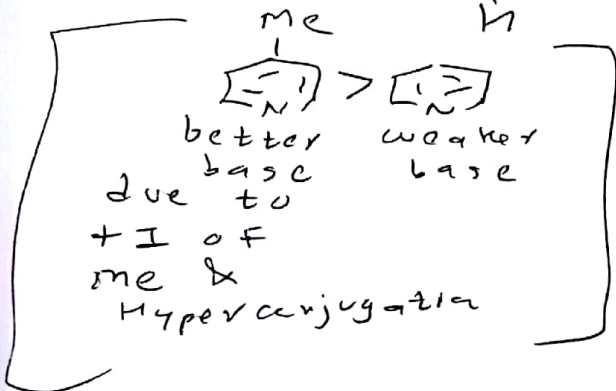 Me H
N > N
better weaker
base base
due to
+ I of
me &
Hyperconjugatia